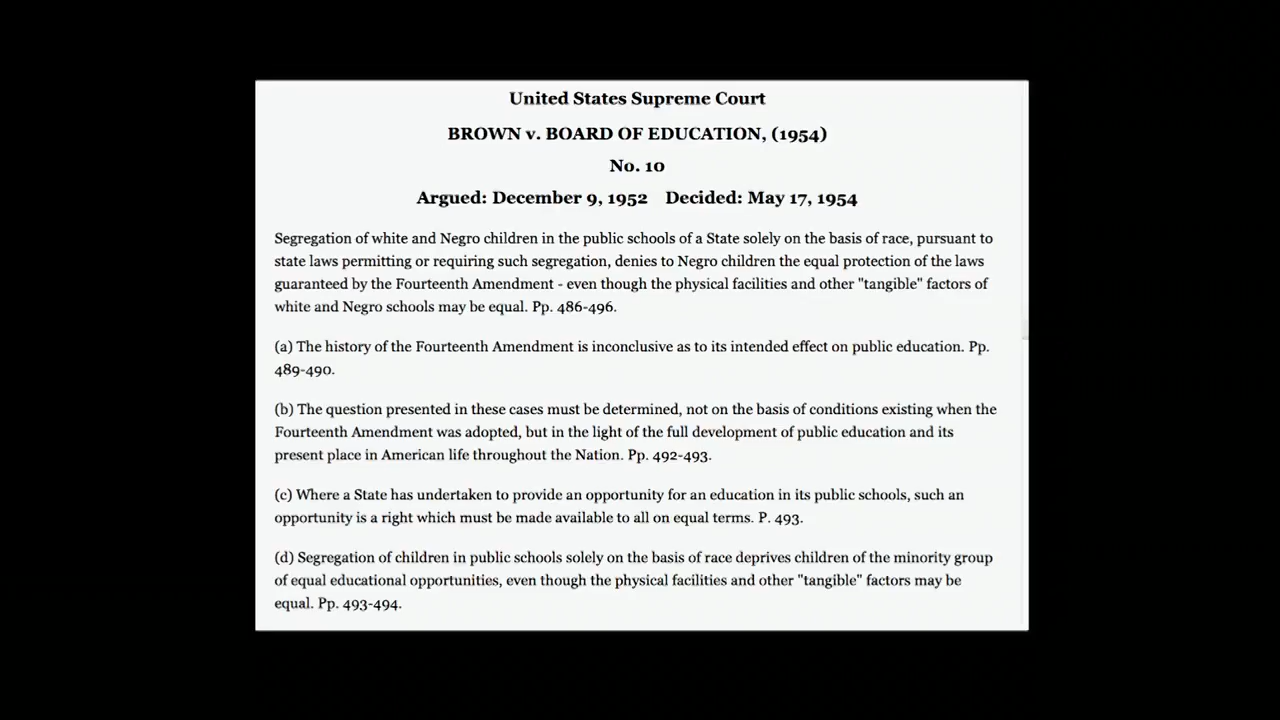 United States Supreme Court
BROWN v. BOARD OF EDUCATION, (1954)
No. 10
Argued: December 9, 1952    Decided: May 17, 1954
Segregation of white and Negro children in the public schools of a State solely on the basis of race, pursuant to
state laws permitting or requiring such segregation, denies to Negro children the equal protection of the laws
guaranteed by the Fourteenth Amendment - even though the physical facilities and other "tangible" factors of
white and Negro schools may be equal. Pp. 486-496.
(a) The history of the Fourteenth Amendment is inconclusive as to its intended effect on public education. Pp.
489-490.
(b) The question presented in these cases must be determined, not on the basis of conditions existing when the
Fourteenth Amendment was adopted, but in the light of the full development of public education and its
present place in American life throughout the Nation. Pp. 492-493.
(c) Where a State has undertaken to provide an opportunity for an education in its public schools, such an
opportunity is a right which must be made available to all on equal terms. P. 493.
(d) Segregation of children in public schools solely on the basis of race deprives children of the minority group
of equal educational opportunities, even though the physical facilities and other "tangible" factors may be
equal. Pp. 493-494.